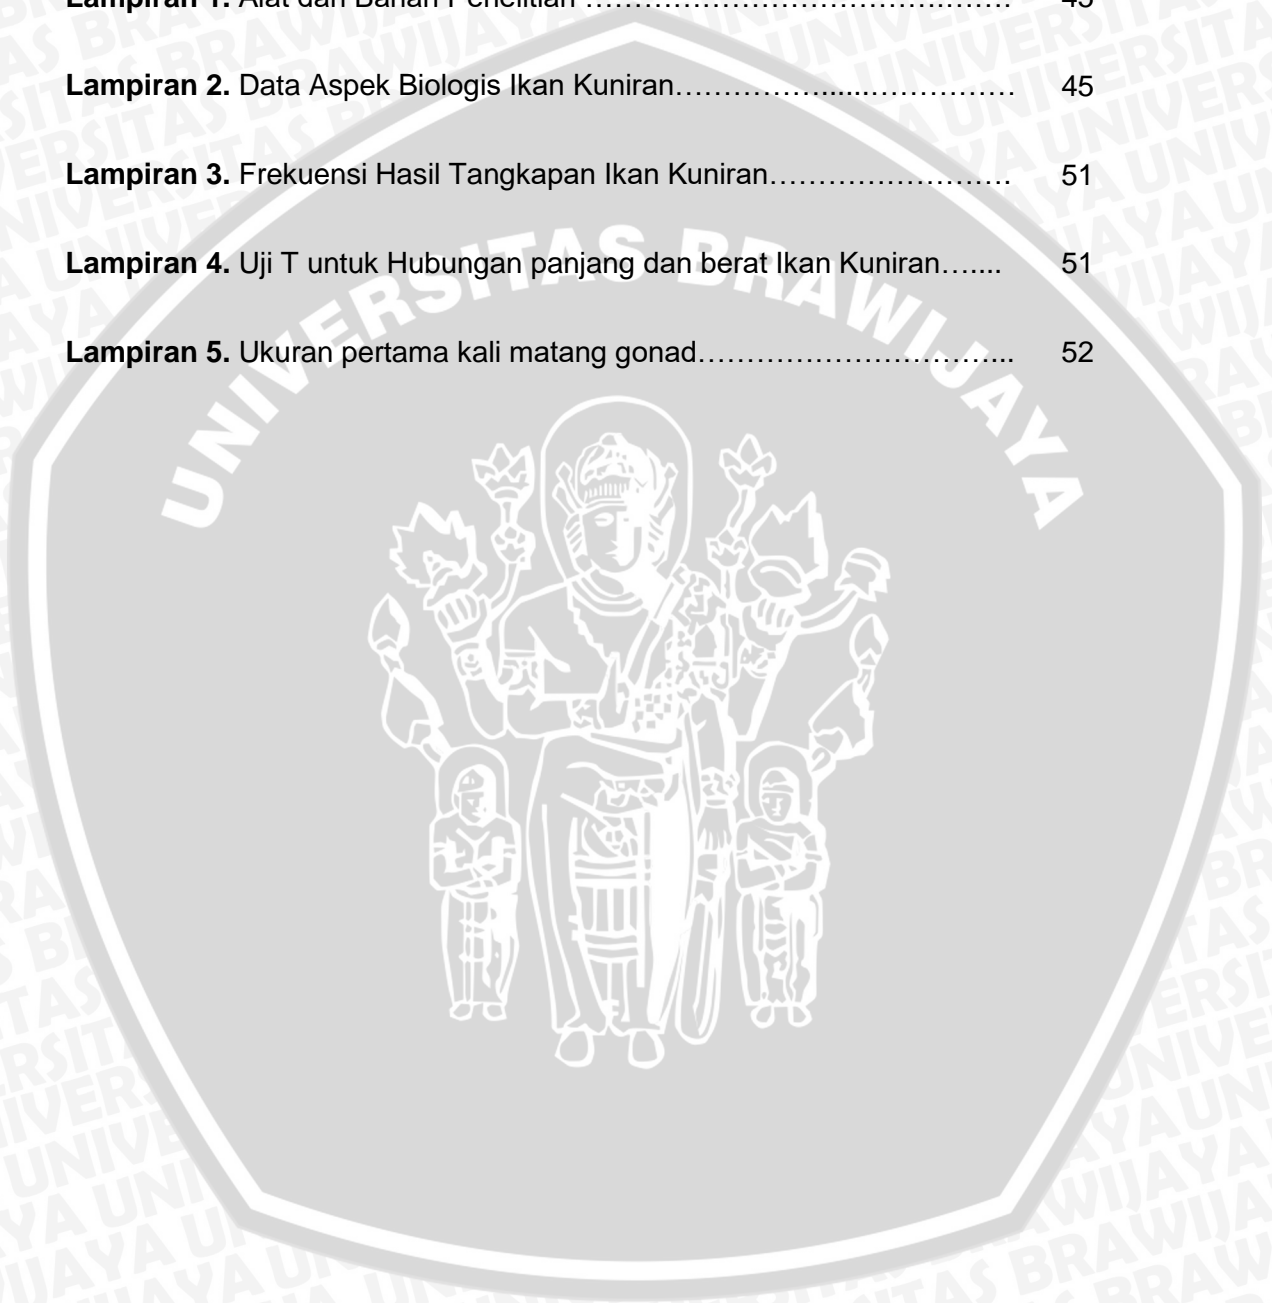 Lampiran 1. Alat dan Bahan Penelitian ………………………………………. 43
Lampiran 2. Data Aspek Biologis Ikan Kuniran……………......…………… 45
Lampiran 3. Frekuensi Hasil Tangkapan Ikan Kuniran…………………… 51
Lampiran 4. Uji T untuk Hubungan panjang dan berat Ikan Kuniran….... 51
Lampiran 5. Ukuran pertama kali matang gonad………………………….. 52
UNIVERSITAS BRAWIJAYA